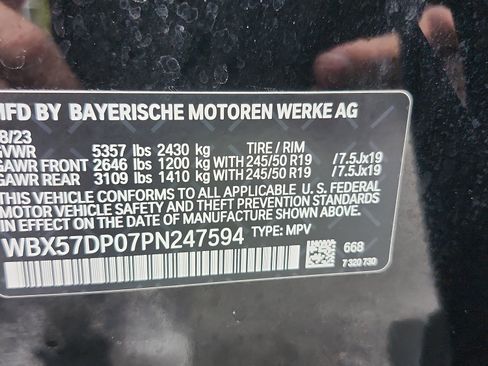 MFD BY BAYERISCHE MOTOREN WERKE AG
8/23
GVWR 5357 lbs 2430 kg TIRE / RIM
GAWR FRONT 2646 lbs 1200 kg WITH 245/50 R19 /7.5Jx19
GAWR REAR 3109 lbs 1410 kg WITH 245/50 R19 /7.5Jx19
THIS VEHICLE CONFORMS TO ALL APPLICABLE U.S. FEDERAL
MOTOR VEHICLE SAFETY AND THEFT PREVENTION STANDARDS
IN EFFECT ON THE DATE OF MANUFACTURE SHOWN ABOVE.
WBX57DP07PN247594 TYPE: MPV
668
7 320 730